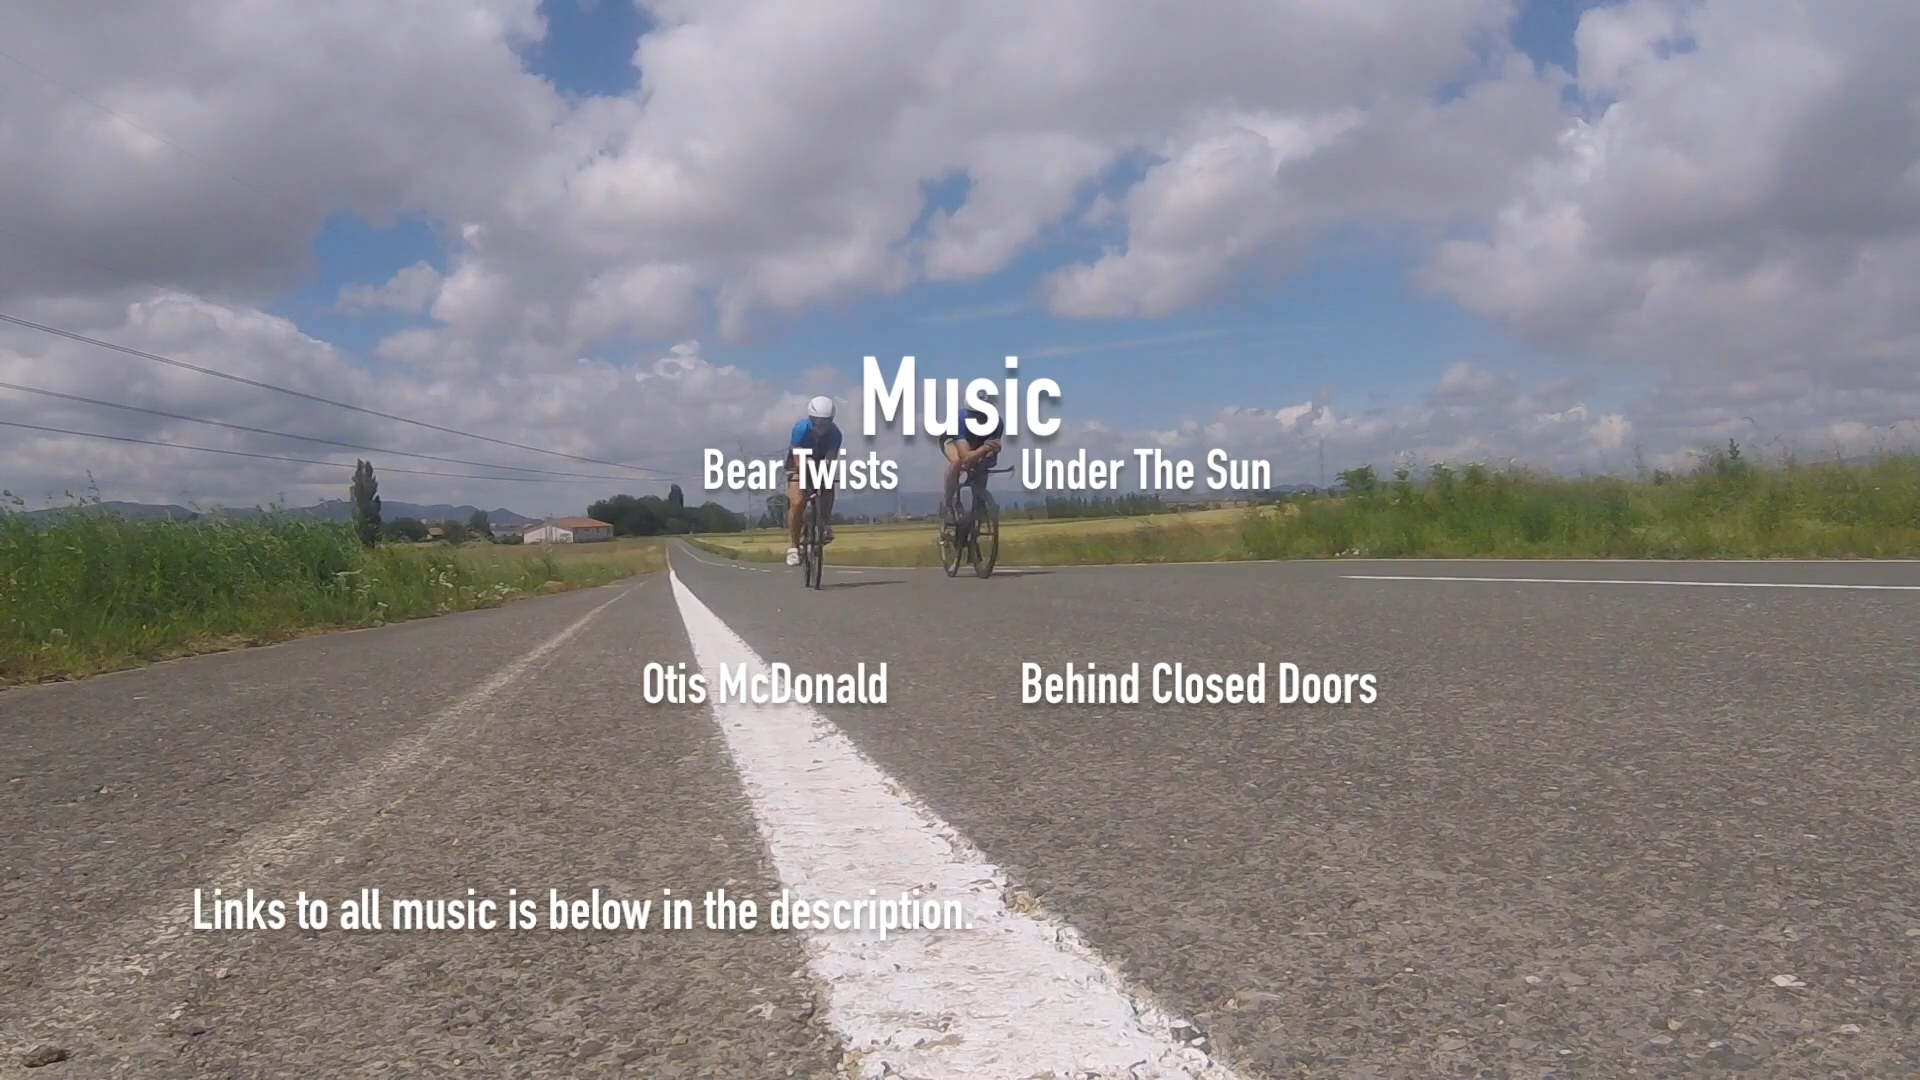 Music
Bear Twists Under The Sun
Otis McDonald Behind Closed Doors
Links to all music is below in the description.